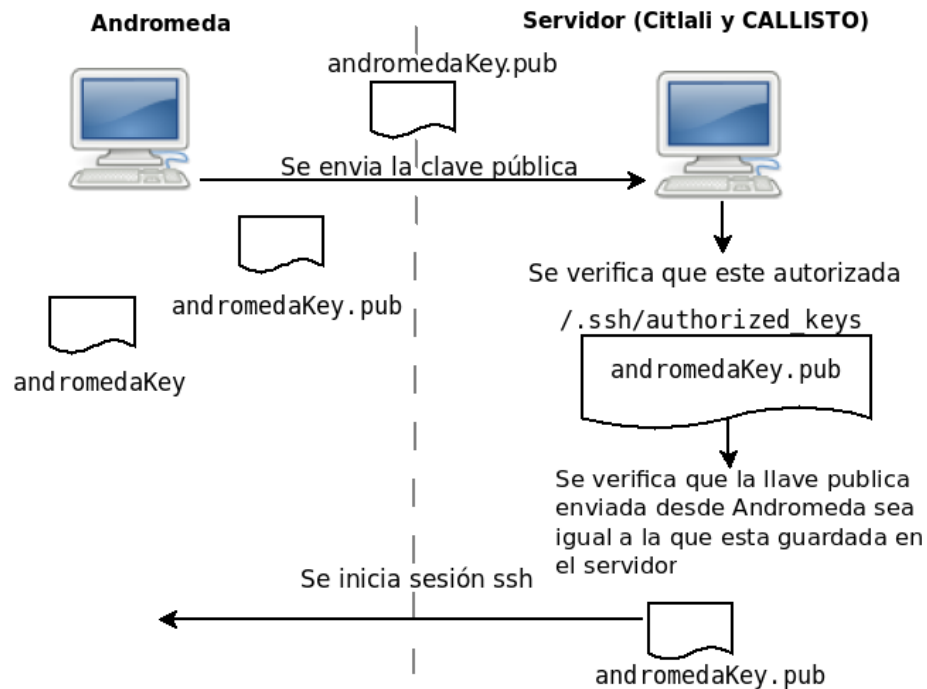 Andromeda
Servidor (Citlali y CALLISTO)
andromedaKey.pub
Se envia la clave pública
andromedaKey.pub
andromedaKey
Se verifica que este autorizada
/.ssh/authorized_keys
andromedaKey.pub
Se verifica que la llave publica
enviada desde Andromeda sea
igual a la que esta guardada en
el servidor
Se inicia sesión ssh
andromedaKey.pub